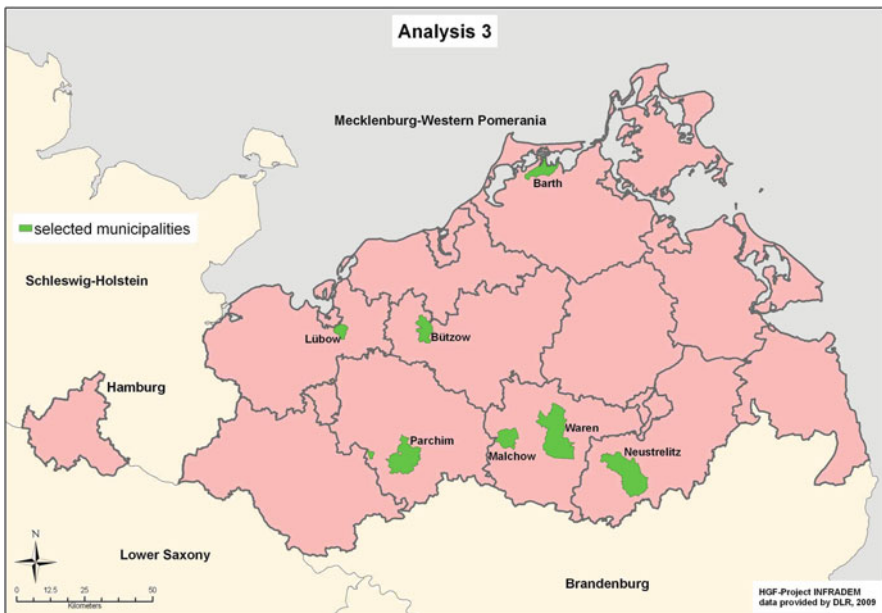 Analysis 3
Mecklenburg-Western Pomerania
Barth
selected municipalities
Schleswig-Holstein
Lübow
Bützow
Hamburg
Parchim
Waren
Malchow
Neustrelitz
N
Lower Saxony
Brandenburg
0 12.5 25 50
Kilometers
HGF-Project INFRADEM
data provided by DLR, 2009